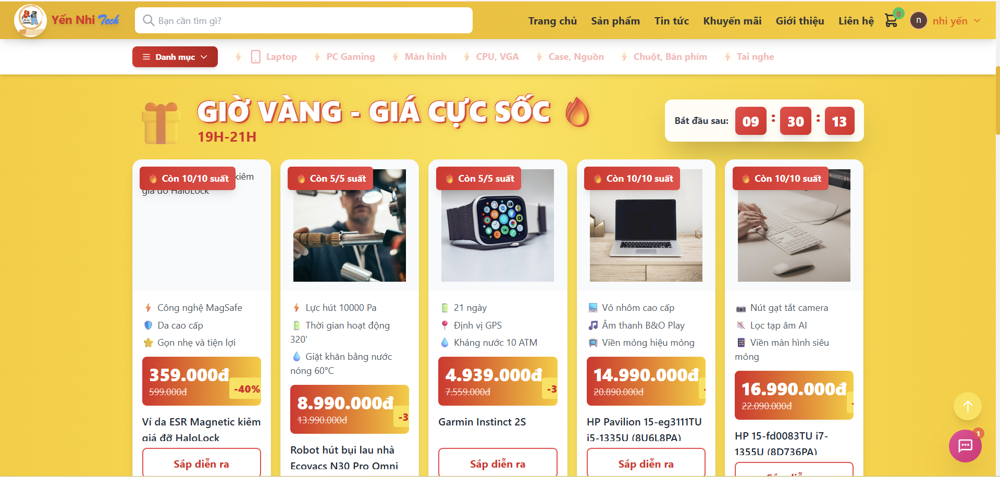 Yến Nhi Tech
Bạn cần tìm gì?
Trang chủ
Sản phẩm
Tin tức
Khuyến mãi
Giới thiệu
Liên hệ
0
n
nhi yến
Danh mục
Laptop
PC Gaming
Màn hình
CPU, VGA
Case, Nguồn
Chuột, Bàn phím
Tai nghe
GIỜ VÀNG - GIÁ CỰC SỐC
19H-21H
Bắt đầu sau: 09 : 30 : 13
Còn 10/10 suất
kiêm
giá đỡ HaloLock
Công nghệ MagSafe
Da cao cấp
Gọn nhẹ và tiện lợi
359.000đ
599.000đ
-40%
Ví da ESR Magnetic kiêm
giá đỡ HaloLock
Sắp diễn ra
Còn 5/5 suất
Lực hút 10000 Pa
Thời gian hoạt động
320'
Giặt khăn bằng nước
nóng 60°C
8.990.000đ
13.990.000đ
-3
Robot hút bụi lau nhà
Ecovacs N30 Pro Omni
Còn 5/5 suất
21 ngày
Định vị GPS
Kháng nước 10 ATM
4.939.000đ
7.559.000đ
-3
Garmin Instinct 2S
Sắp diễn ra
Còn 10/10 suất
Vỏ nhôm cao cấp
Âm thanh B&O Play
Viền mỏng hiệu mỏng
14.990.000đ
20.890.000đ
-
HP Pavilion 15-eg3111TU
i5-1335U (8U6L8PA)
Sắp diễn ra
Còn 10/10 suất
Nút gạt tắt camera
Lọc tạp âm AI
Viền màn hình siêu
mỏng
16.990.000đ
22.090.000đ
-
HP 15-fd0083TU i7-
1355U (8D736PA)
Sắp diễn
1